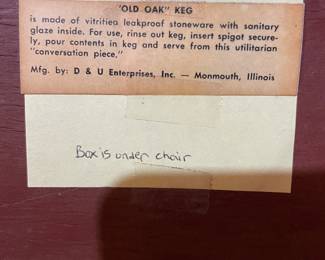 'OLD OAK" KEG
is made of vitritiea leakproof stoneware with sanitary
glaze inside. For use, rinse out keg, insert spigot secure-
ly, pour contents in keg and serve from this utilitarian
"conversation piece."
Mfg. by: D & U Enterprises, Inc. — Monmouth, Illinois
Box is under chair